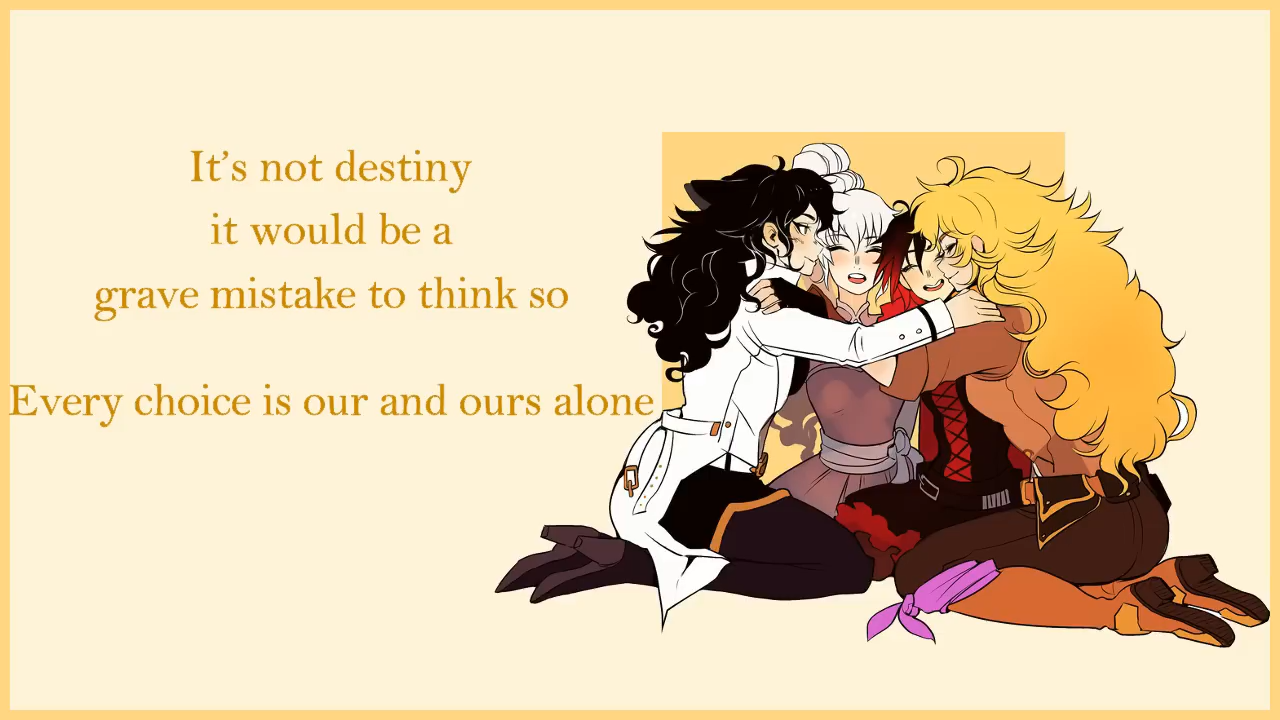 It’s not destiny
it would be a
grave mistake to think so
Every choice is our and ours alone